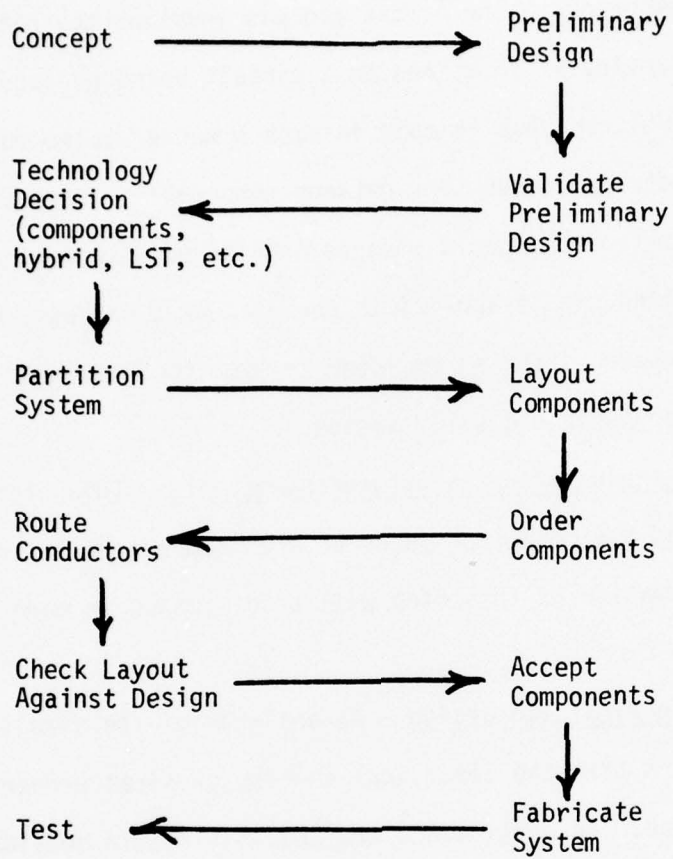 Concept
Preliminary
Design
Technology
Decision
(components,
hybrid, LST, etc.)
Validate
Preliminary
Design
Partition
System
Layout
Components
Route
Conductors
Order
Components
Check Layout
Against Design
Accept
Components
Test
Fabricate
System